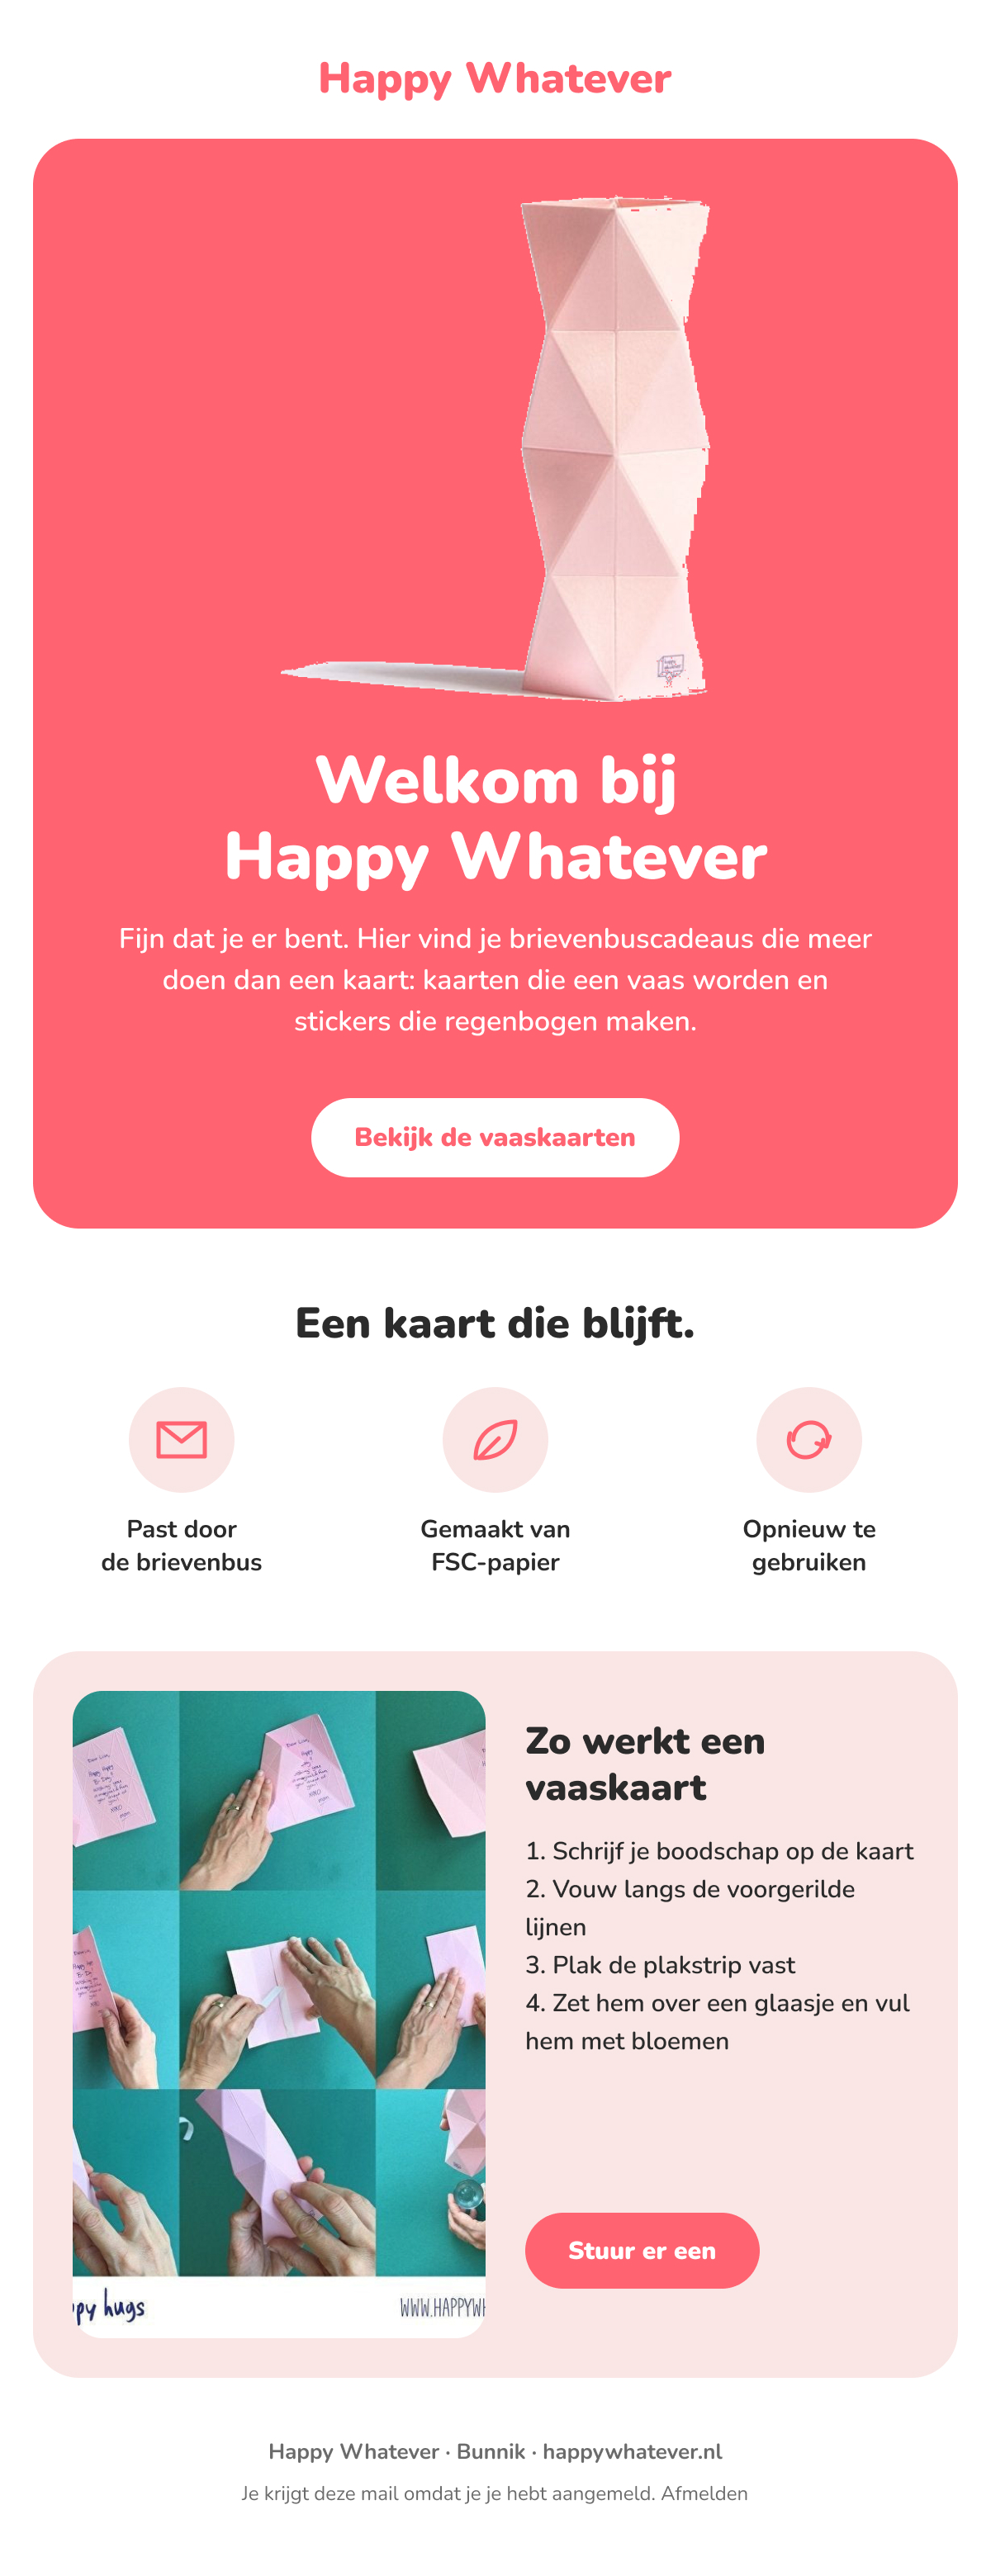 Happy Whatever
Welkom bij
Happy Whatever
Fijn dat je er bent. Hier vind je brievenbuscadeaus die meer
doen dan een kaart: kaarten die een vaas worden en
stickers die regenbogen maken.
Bekijk de vaaskaarten
Een kaart die blijft.
Past door
de brievenbus
Gemaakt van
FSC-papier
Opnieuw te
gebruiken
Zo werkt een
vaaskaart
1. Schrijf je boodschap op de kaart
2. Vouw langs de voorgerilde
lijnen
3. Plak de plakstrip vast
4. Zet hem over een glaasje en vul
hem met bloemen
Stuur er een
py hugs
WWW.HAPPYWH
Happy Whatever · Bunnik · happywhatever.nl
Je krijgt deze mail omdat je je hebt aangemeld. Afmelden